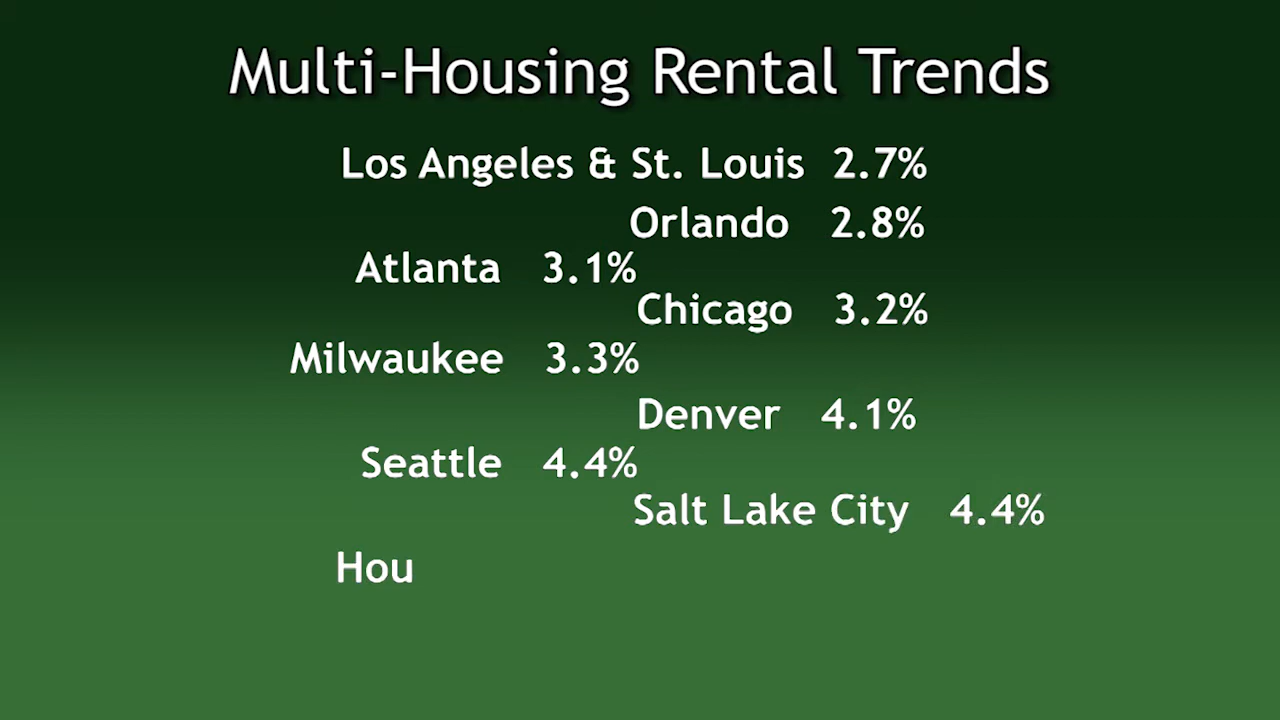 Multi-Housing Rental Trends
Los Angeles & St. Louis 2.7%
Orlando 2.8%
Atlanta 3.1%
Chicago 3.2%
Milwaukee 3.3%
Denver 4.1%
Seattle 4.4%
Salt Lake City 4.4%
Hou